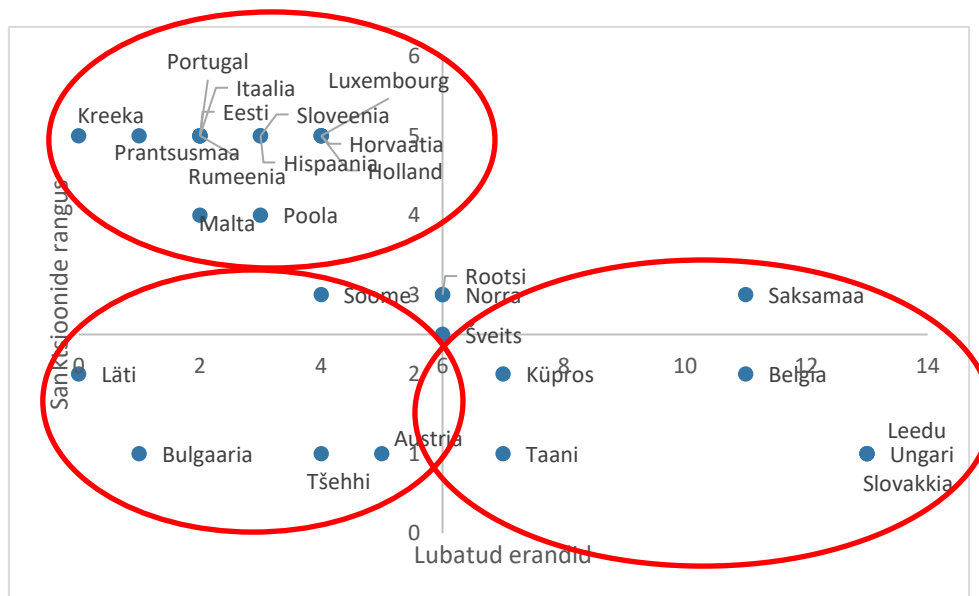 6
Portugal
Luxembourg
Itaalia
Eesti
Sloveenia
Kreeka
5
Horvaatia
Prantsusmaa
Hispaania
Holland
Rumeenia
4
Malta
Poola
Sanktsioonide rangus
Rootsi
Soome
3
Norra
Saksamaa
Sveits
0 2 4 6 8 10 12 14
Läti
2
Küpros
Belgia
Austria
Leedu
Bulgaaria
1
Taani
Ungari
Tšehhi
Slovakkia
0
Lubatud erandid